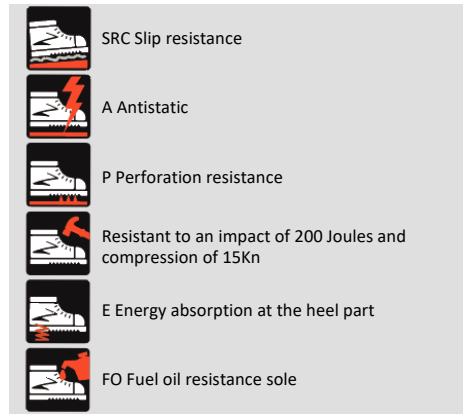 SRC Slip resistance
A Antistatic
P Perforation resistance
Resistant to an impact of 200 Joules and
compression of 15Kn
E Energy absorption at the heel part
FO Fuel oil resistance sole